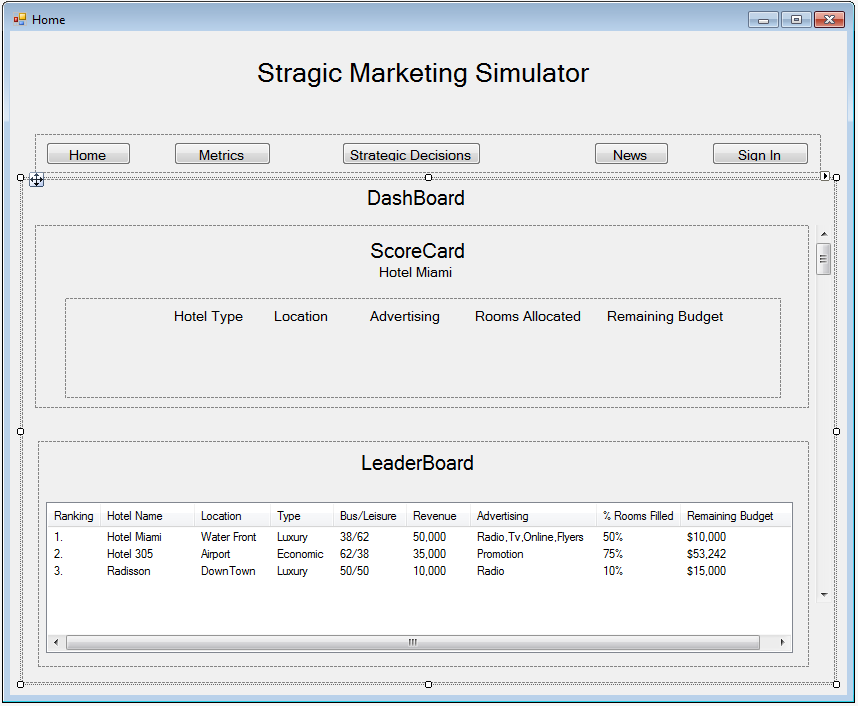 Home
Stragic Marketing Simulator
Home Metrics Strategic Decisions News Sign In
DashBoard
ScoreCard
Hotel Miami
Hotel Type Location Advertising Rooms Allocated Remaining Budget
LeaderBoard
Ranking Hotel Name Location Type Bus/Leisure Revenue Advertising % Rooms Filled Remaining Budget
1. Hotel Miami Water Front Luxury 38/62 50,000 Radio,Tv,Online,Flyers 50% $10,000
2. Hotel 305 Airport Economic 62/38 35,000 Promotion 75% $53,242
3. Radisson DownTown Luxury 50/50 10,000 Radio 10% $15,000